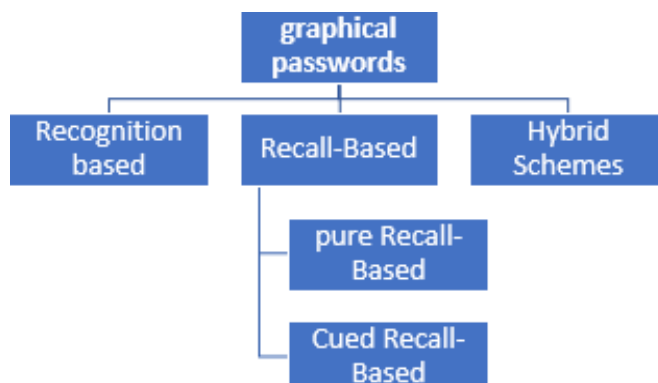 graphical
passwords
Recognition
based
Recall-Based
Hybrid
Schemes
pure Recall-
Based
Cued Recall-
Based